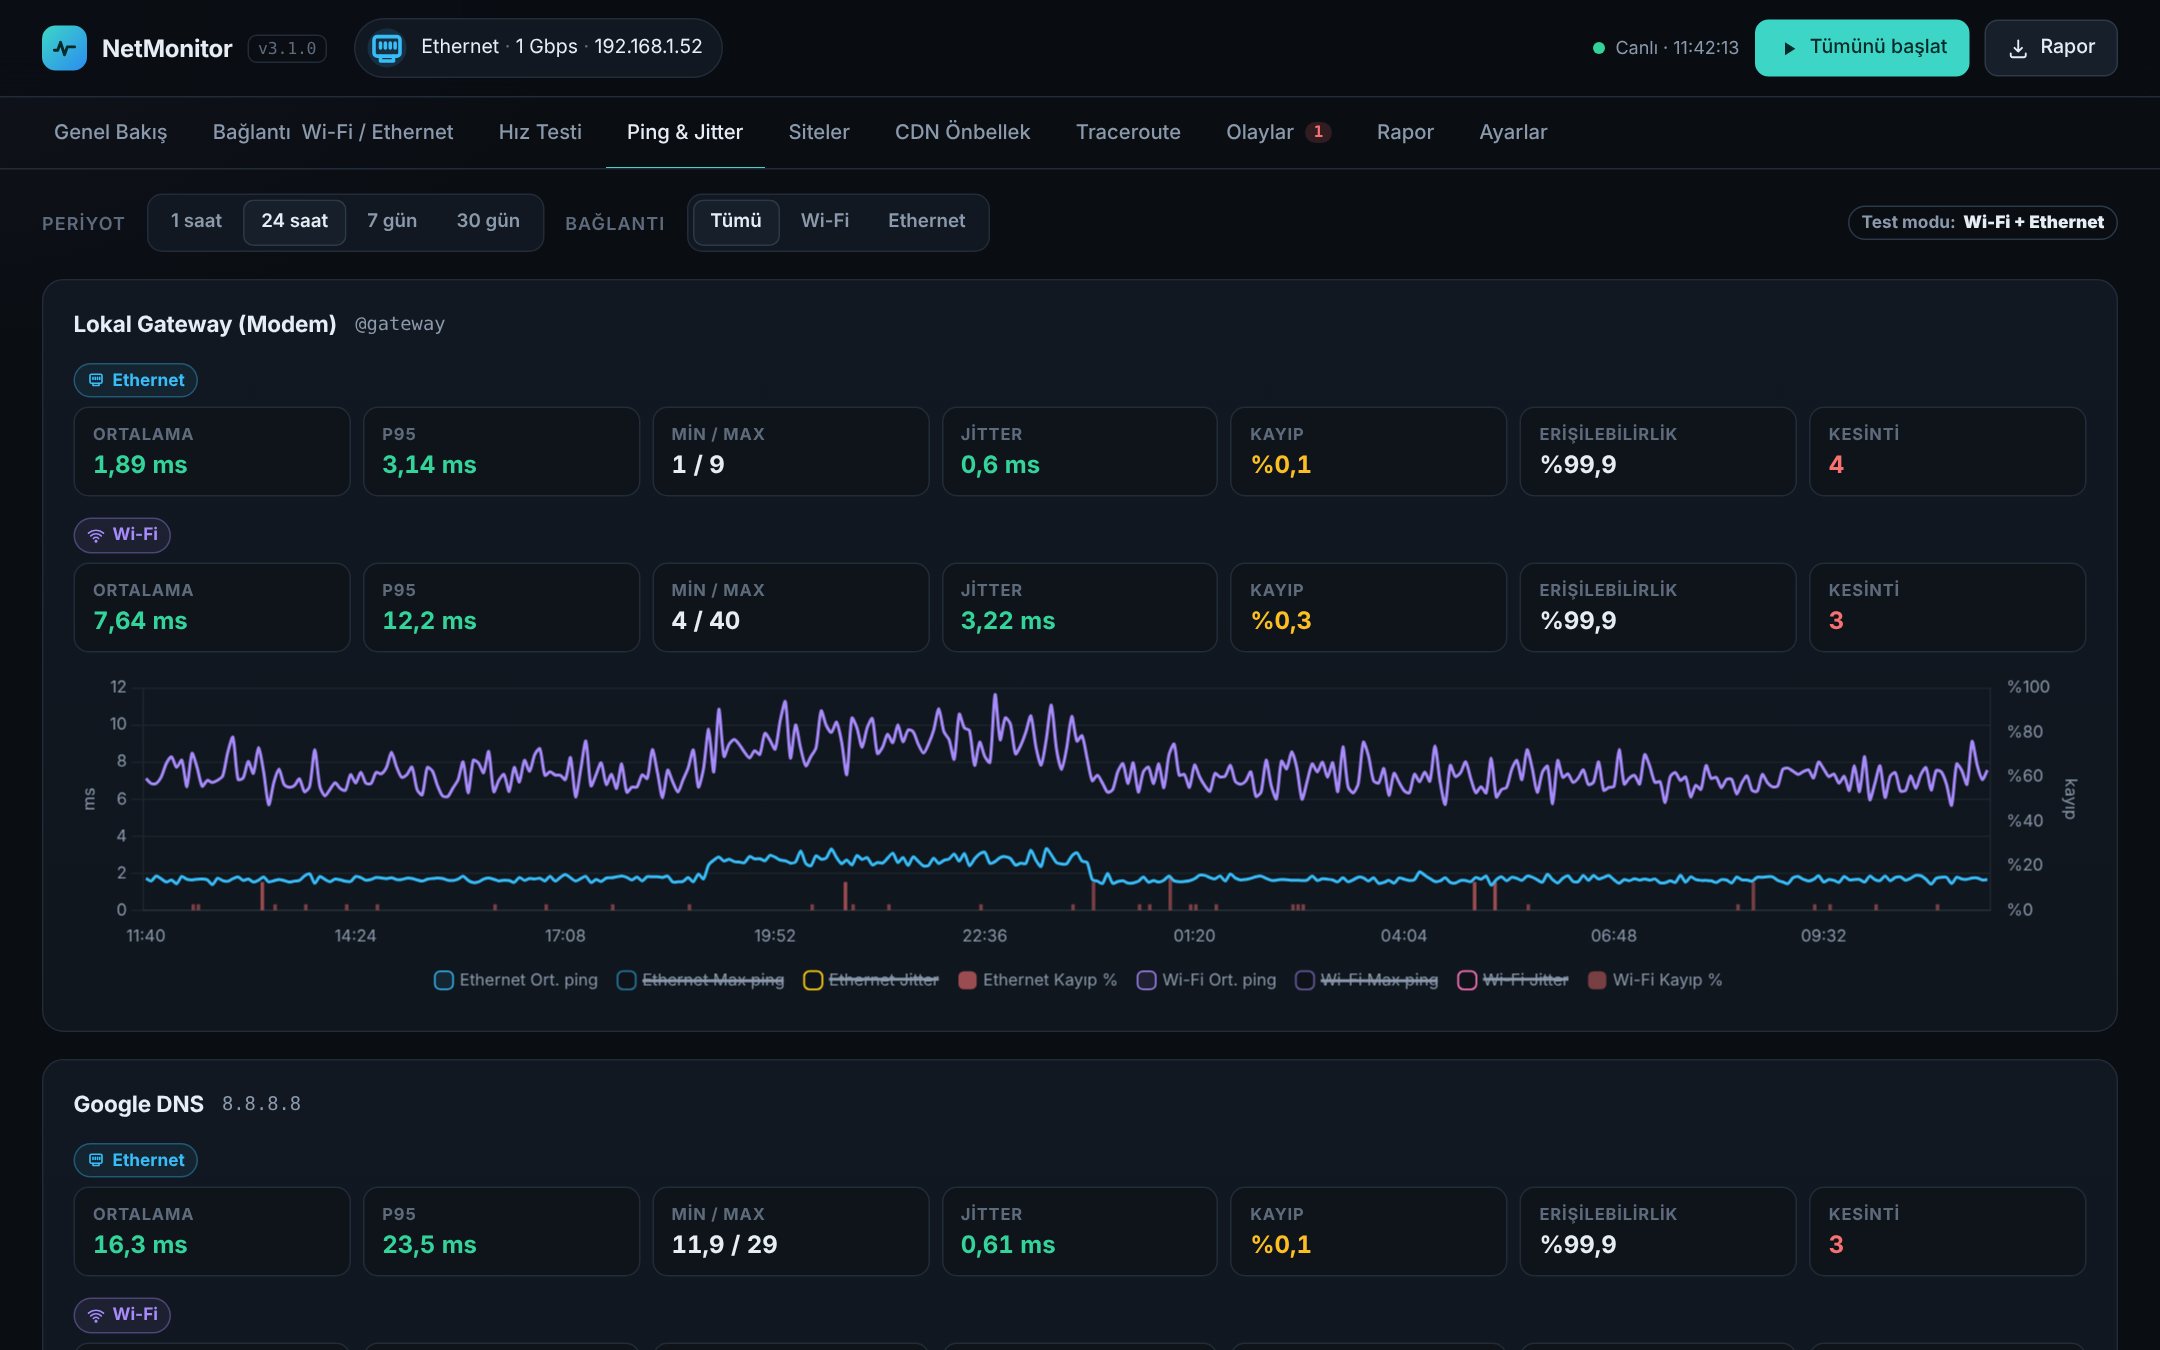 NetMonitor v3.1.0 Ethernet · 1 Gbps · 192.168.1.52 Canlı · 11:42:13 Tümünü başlat Rapor
Genel Bakış Bağlantı Wi-Fi / Ethernet Hız Testi Ping & Jitter Siteler CDN Önbellek Traceroute Olaylar 1 Rapor Ayarlar
PERİYOT 1 saat 24 saat 7 gün 30 gün BAĞLANTI Tümü Wi-Fi Ethernet Test modu: Wi-Fi + Ethernet
Lokal Gateway (Modem) @gateway
Ethernet
ORTALAMA P95 MİN / MAX JİTTER KAYIP ERİŞİLEBİLİRLİK KESİNTİ
1,89 ms 3,14 ms 1 / 9 0,6 ms %0,1 %99,9 4
Wi-Fi
ORTALAMA P95 MİN / MAX JİTTER KAYIP ERİŞİLEBİLİRLİK KESİNTİ
7,64 ms 12,2 ms 4 / 40 3,22 ms %0,3 %99,9 3
12 %100
10 %80
8 %60
6 %40
4 %20
2 %0
0
ms
kayıp
11:40 14:24 17:08 19:52 22:36 01:20 04:04 06:48 09:32
Ethernet Ort. ping Ethernet Max ping Ethernet Jitter Ethernet Kayıp % Wi-Fi Ort. ping Wi-Fi Max ping Wi-Fi Jitter Wi-Fi Kayıp %
Google DNS 8.8.8.8
Ethernet
ORTALAMA P95 MİN / MAX JİTTER KAYIP ERİŞİLEBİLİRLİK KESİNTİ
16,3 ms 23,5 ms 11,9 / 29 0,61 ms %0,1 %99,9 3
Wi-Fi